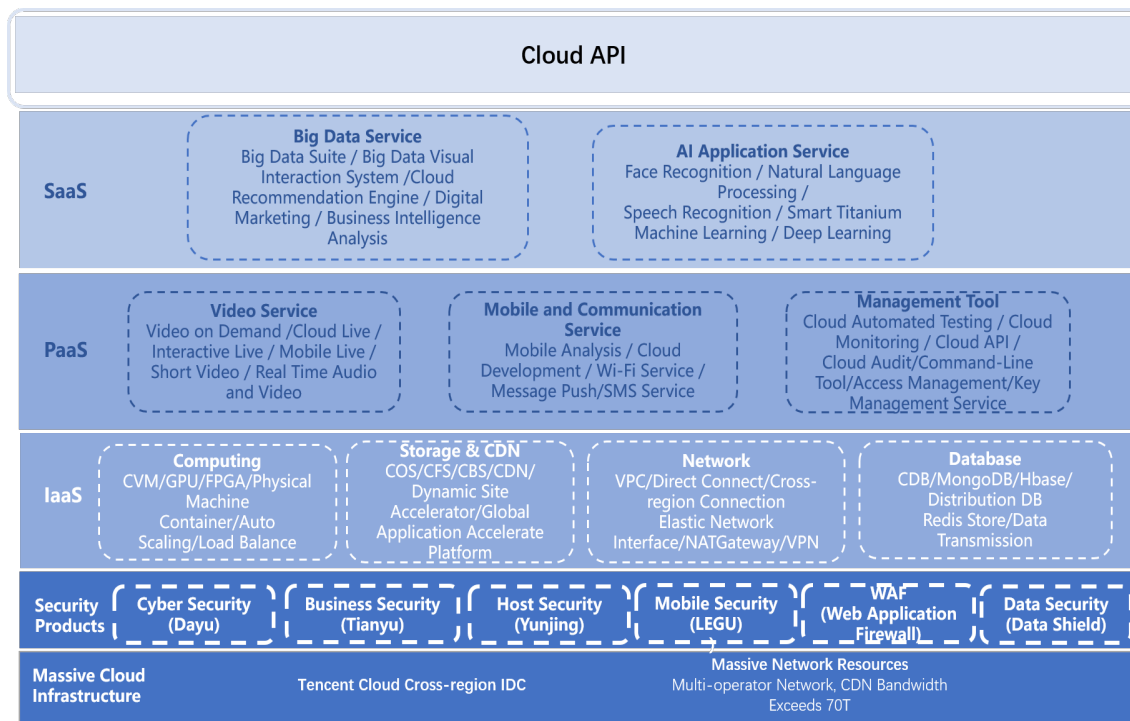 Cloud API
SaaS
Big Data Service
Big Data Suite / Big Data Visual
Interaction System /Cloud
Recommendation Engine / Digital
Marketing / Business Intelligence
Analysis
AI Application Service
Face Recognition / Natural Language
Processing /
Speech Recognition / Smart Titanium
Machine Learning / Deep Learning
PaaS
Video Service
Video on Demand /Cloud Live /
Interactive Live / Mobile Live /
Short Video / Real Time Audio
and Video
Mobile and Communication
Service
Mobile Analysis / Cloud
Development / Wi-Fi Service /
Message Push/SMS Service
Management Tool
Cloud Automated Testing / Cloud
Monitoring / Cloud API /
Cloud Audit/Command-Line
Tool/Access Management/Key
Management Service
IaaS
Computing
CVM/GPU/FPGA/Physical
Machine
Container/Auto
Scaling/Load Balance
Storage & CDN
COS/CFS/CBS/CDN/
Dynamic Site
Accelerator/Global
Application Accelerate
Platform
Network
VPC/Direct Connect/Cross-
region Connection
Elastic Network
Interface/NATGateway/VPN
Database
CDB/MongoDB/Hbase/
Distribution DB
Redis Store/Data
Transmission
Security
Products
Cyber Security
(Dayu)
Business Security
(Tianyu)
Host Security
(Yunjing)
Mobile Security
(LEGU)
WAF
(Web Application
Firewall)
Data Security
(Data Shield)
Massive Cloud
Infrastructure
Tencent Cloud Cross-region IDC
Massive Network Resources
Multi-operator Network, CDN Bandwidth
Exceeds 70T